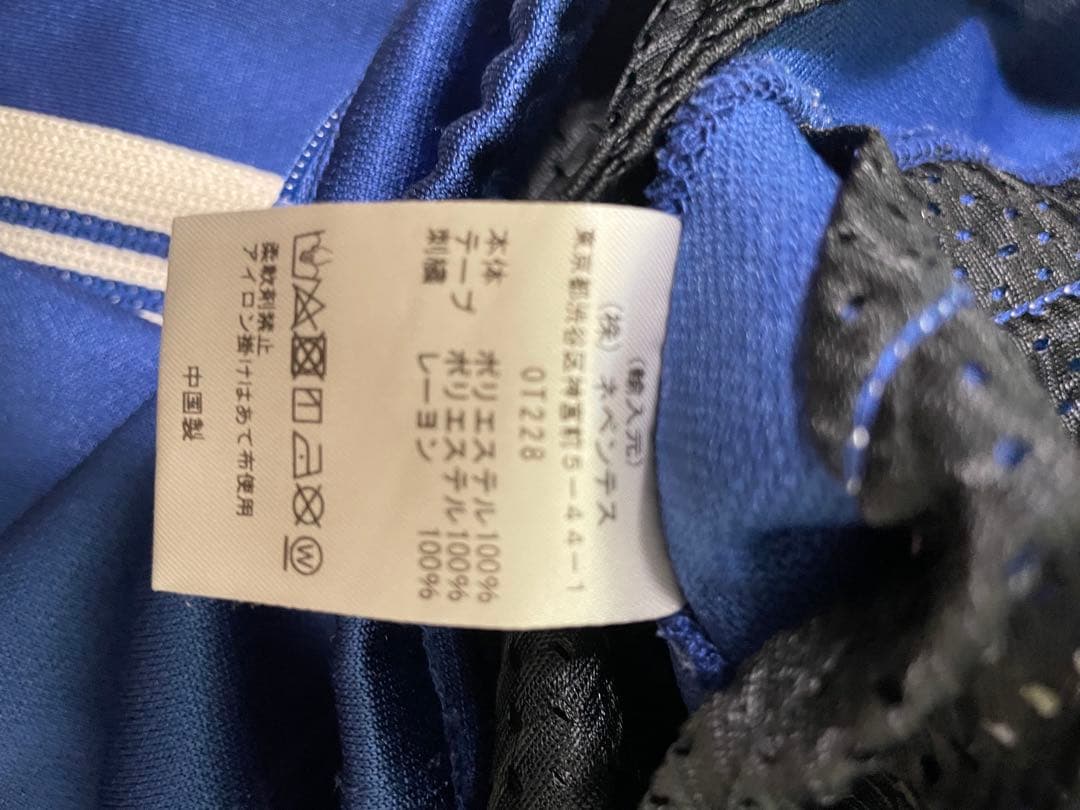 (輸入元)
(株) ネペンテス
東京都渋谷区神宮前5-44-1
OT228
本体 ポリエステル100%
テープ ポリエステル100%
刺繍 レーヨン 100%
W
柔軟剤禁止
アイロン掛けはあて布使用
中国製